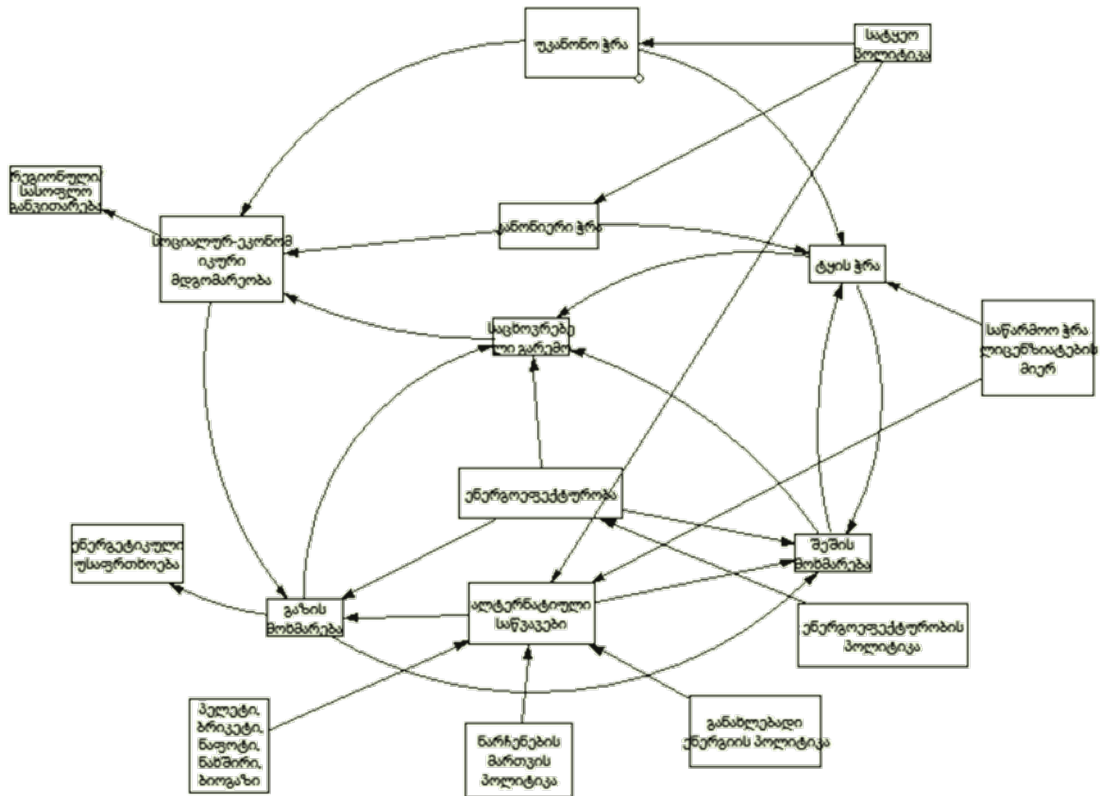 უკანონო ჭრა
სატყეო
პოლიტიკა
რეგიონული/
სასოფლო
განვითარება
სოციალურ-ეკონომ
იკური
მდგომარეობა
კანონიერი ჭრა
ტყის ჭრა
საცხოვრებე
ლი გარემო
საწარმოო ჭრა
ლიცენზიატების
მიერ
ენერგოეფექტურობა
ენერგეტიკული
უსაფრთხოება
შეშის
მოხმარება
გაზის
მოხმარება
ალტერნატიული
საწვავები
ენერგოეფექტურობის
პოლიტიკა
პელეტი,
ბრიკეტი,
ნაფოტი,
ნახშირი,
ბიოგაზი
ნარჩენების
მართვის
პოლიტიკა
განახლებადი
ენერგიის პოლიტიკა